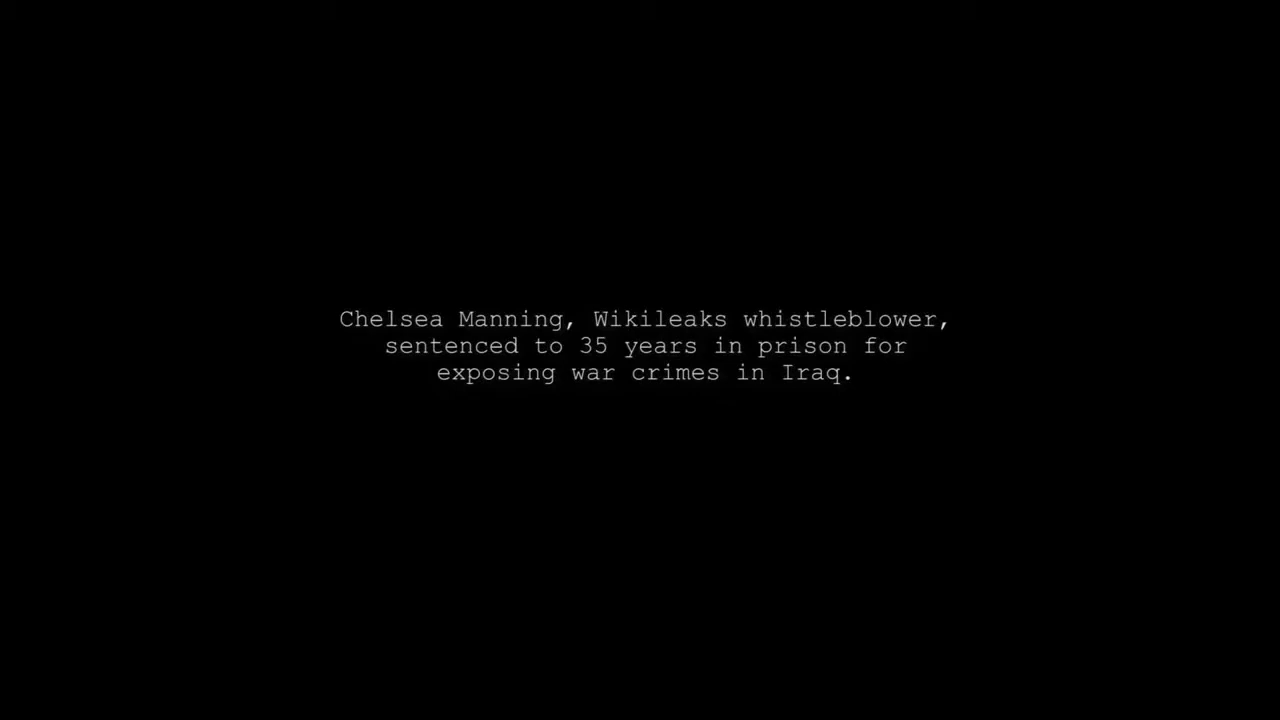 Chelsea Manning, Wikileaks whistleblower,
sentenced to 35 years in prison for
exposing war crimes in Iraq.